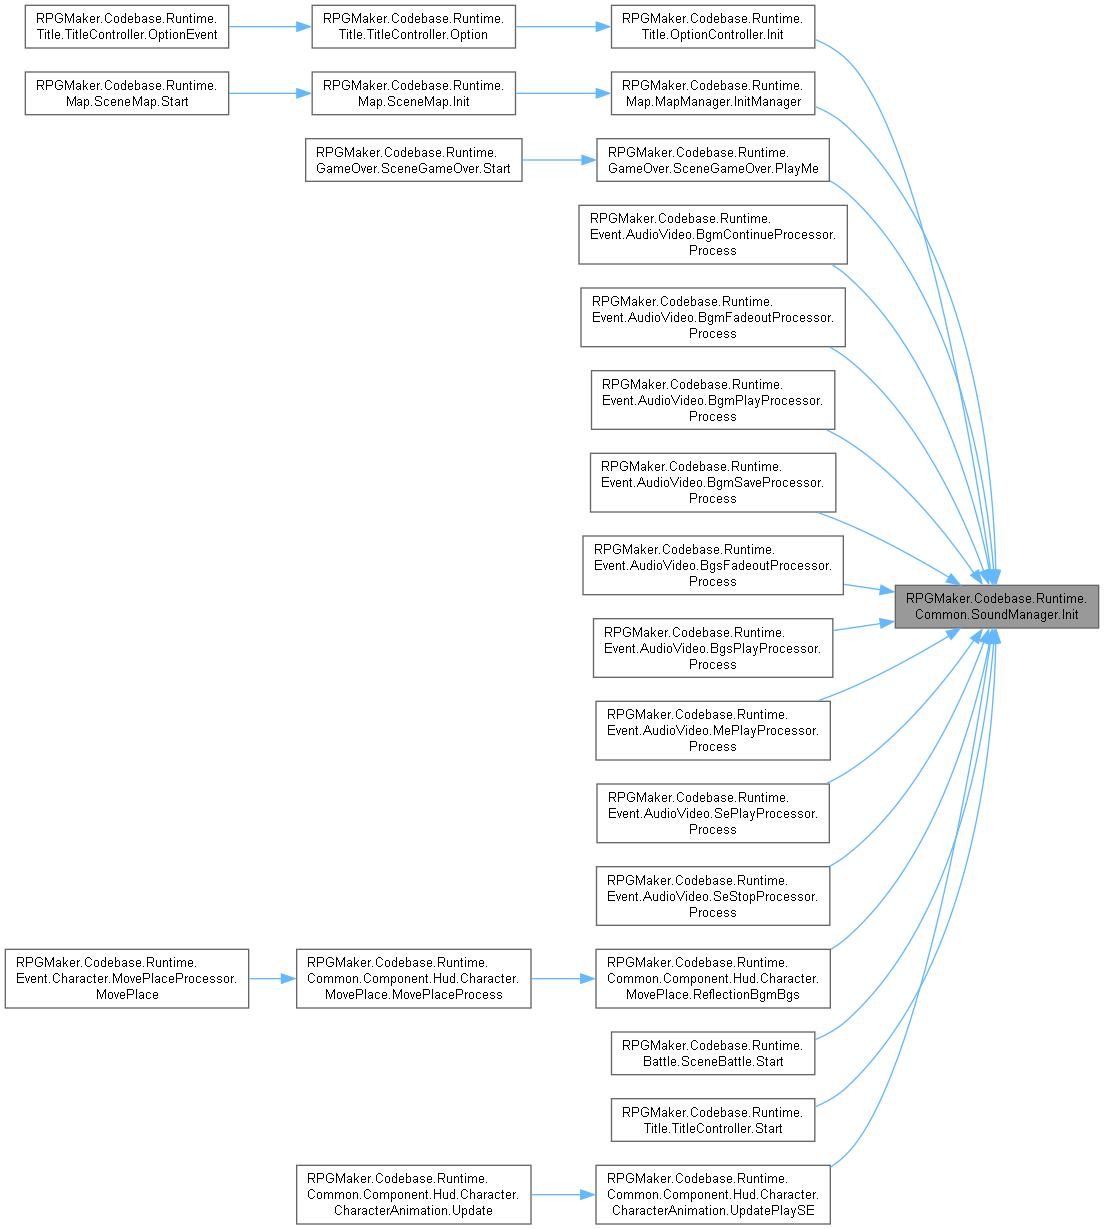 RPGMaker.Codebase.Runtime.
Title.TitleController.OptionEvent
RPGMaker.Codebase.Runtime.
Title.TitleController.Option
RPGMaker.Codebase.Runtime.
Title.OptionController.Init
RPGMaker.Codebase.Runtime.
Map.SceneMap.Start
RPGMaker.Codebase.Runtime.
Map.SceneMap.Init
RPGMaker.Codebase.Runtime.
Map.MapManager.InitManager
RPGMaker.Codebase.Runtime.
GameOver.SceneGameOver.Start
RPGMaker.Codebase.Runtime.
GameOver.SceneGameOver.PlayMe
RPGMaker.Codebase.Runtime.
Event.AudioVideo.BgmContinueProcessor.
Process
RPGMaker.Codebase.Runtime.
Event.AudioVideo.BgmFadeoutProcessor.
Process
RPGMaker.Codebase.Runtime.
Event.AudioVideo.BgmPlayProcessor.
Process
RPGMaker.Codebase.Runtime.
Event.AudioVideo.BgmSaveProcessor.
Process
RPGMaker.Codebase.Runtime.
Event.AudioVideo.BgsFadeoutProcessor.
Process
RPGMaker.Codebase.Runtime.
Common.SoundManager.Init
RPGMaker.Codebase.Runtime.
Event.AudioVideo.BgsPlayProcessor.
Process
RPGMaker.Codebase.Runtime.
Event.AudioVideo.MePlayProcessor.
Process
RPGMaker.Codebase.Runtime.
Event.AudioVideo.SePlayProcessor.
Process
RPGMaker.Codebase.Runtime.
Event.AudioVideo.SeStopProcessor.
Process
RPGMaker.Codebase.Runtime.
Event.Character.MovePlaceProcessor.
MovePlace
RPGMaker.Codebase.Runtime.
Common.Component.Hud.Character.
MovePlace.MovePlaceProcess
RPGMaker.Codebase.Runtime.
Common.Component.Hud.Character.
MovePlace.ReflectionBgmBgs
RPGMaker.Codebase.Runtime.
Battle.SceneBattle.Start
RPGMaker.Codebase.Runtime.
Title.TitleController.Start
RPGMaker.Codebase.Runtime.
Common.Component.Hud.Character.
CharacterAnimation.Update
RPGMaker.Codebase.Runtime.
Common.Component.Hud.Character.
CharacterAnimation.UpdatePlaySE